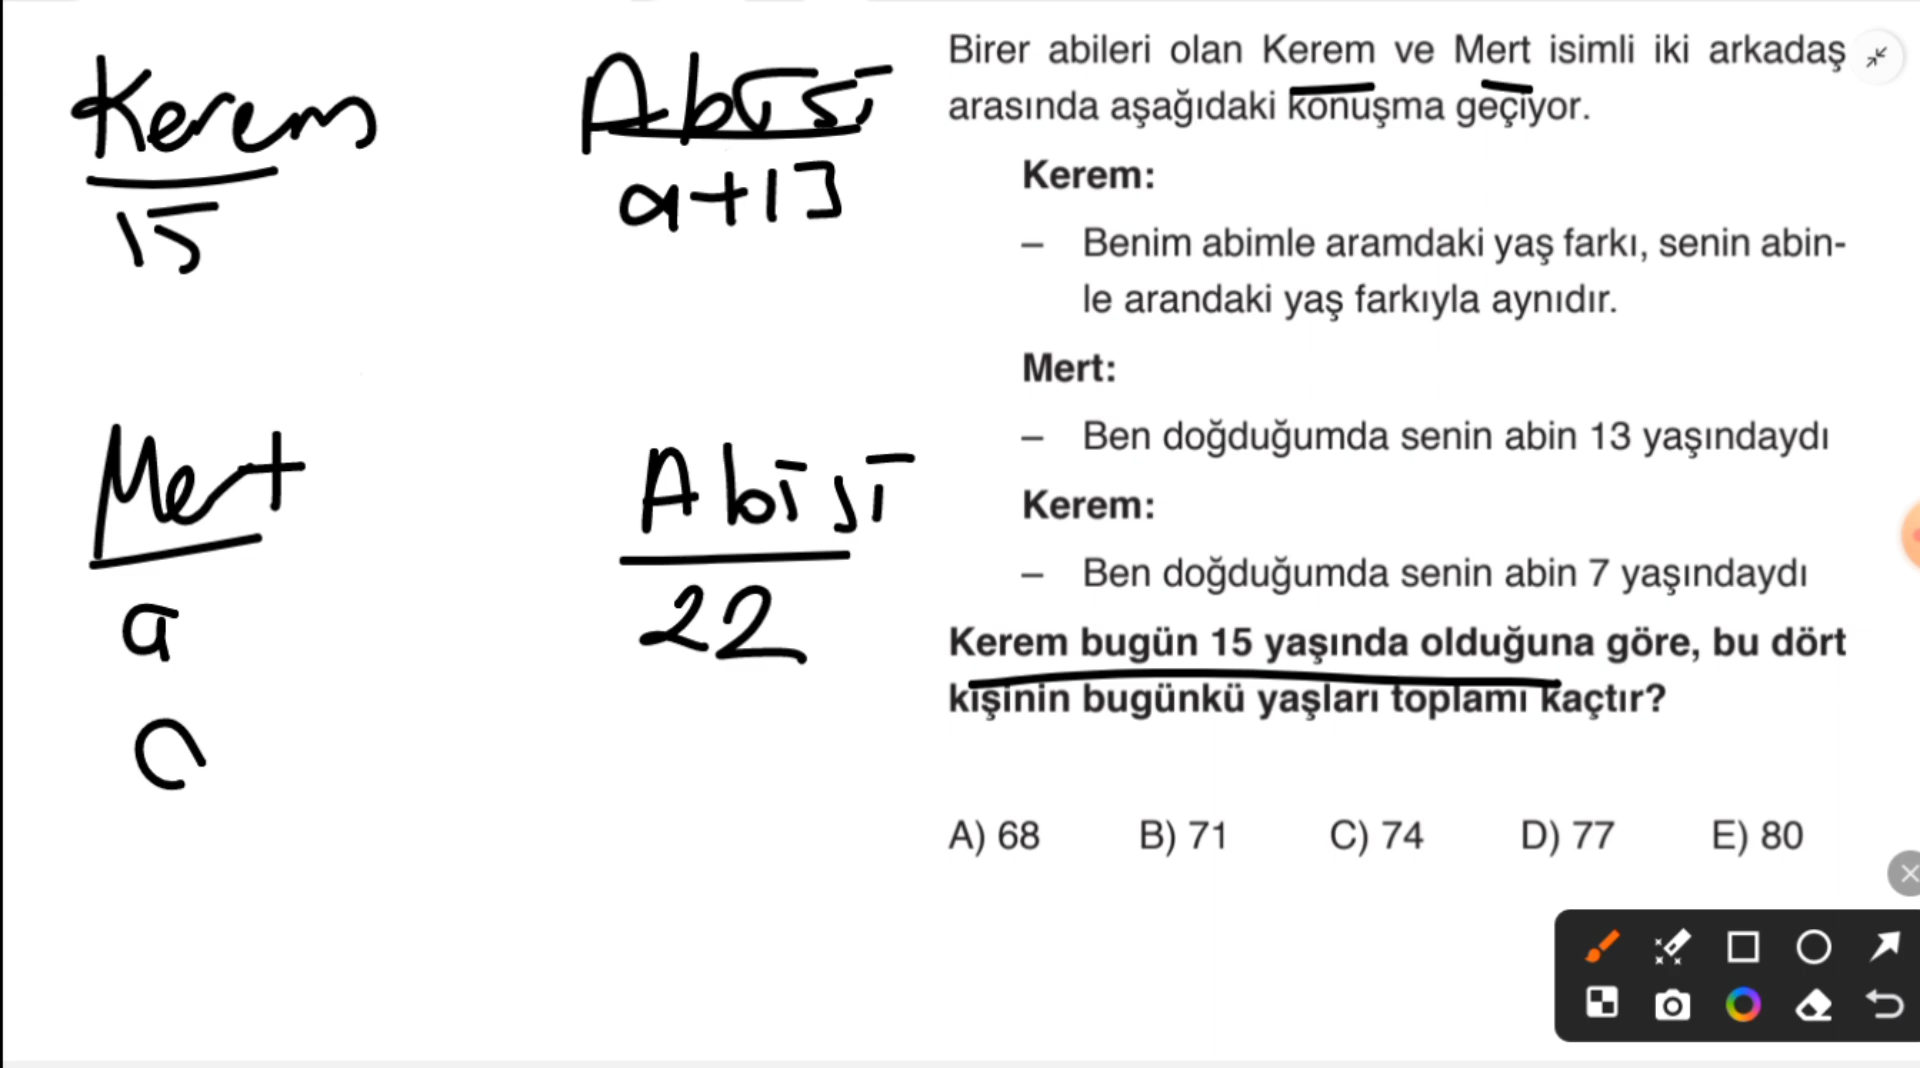 Kerem
Abisi
15
a+13
Mert
Abisi
a
22
0
Birer abileri olan Kerem ve Mert isimli iki arkadaş
arasında aşağıdaki konuşma geçiyor.
Kerem:
– Benim abimle aramdaki yaş farkı, senin abin-
le arandaki yaş farkıyla aynıdır.
Mert:
– Ben doğduğumda senin abin 13 yaşındaydı
Kerem:
– Ben doğduğumda senin abin 7 yaşındaydı
Kerem bugün 15 yaşında olduğuna göre, bu dört
kişinin bugünkü yaşları toplamı kaçtır?
A) 68 B) 71 C) 74 D) 77 E) 80